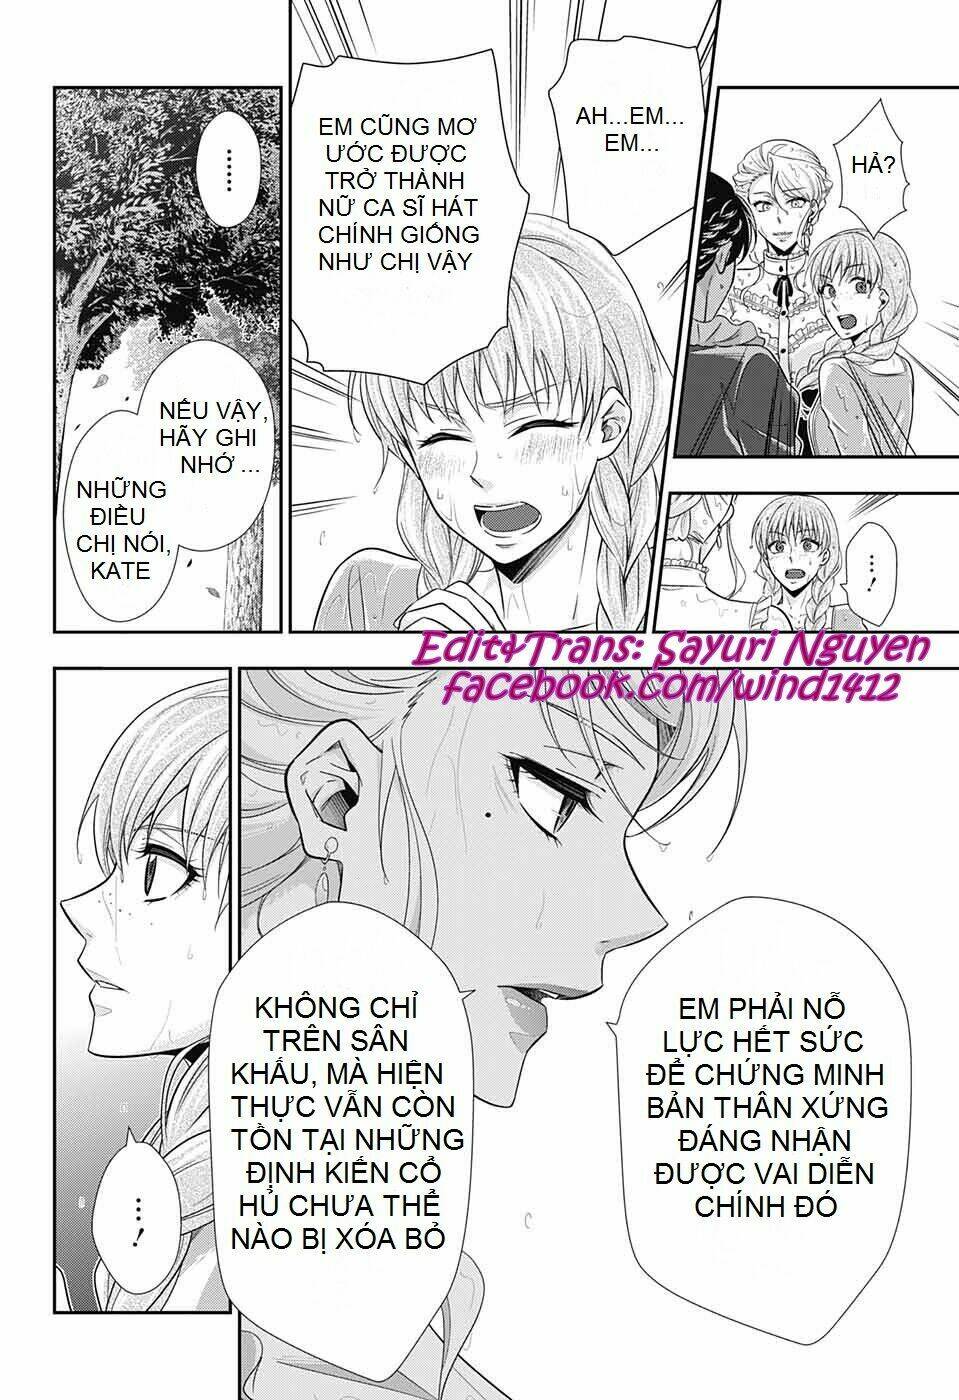 HẢ?
AH...EM...
EM...
EM CŨNG MƠ
ƯỚC ĐƯỢC
TRỞ THÀNH
NỮ CA SĨ HÁT
CHÍNH GIỐNG
NHƯ CHỊ VẬY
......
NẾU VẬY,
HÃY GHI
NHỚ ...
NHỮNG
ĐIỀU
CHỊ NÓI,
KATE
...!
Edit&Trans: Sayuri Nguyen
facebook.com/wind1412
EM PHẢI NỖ
LỰC HẾT SỨC
ĐỂ CHỨNG MINH
BẢN THÂN XỨNG
ĐÁNG NHẬN
ĐƯỢC VAI DIỄN
CHÍNH ĐÓ
KHÔNG CHỈ
TRÊN SÂN
KHẤU, MÀ HIỆN
THỰC VẪN CÒN
TỒN TẠI NHỮNG
ĐỊNH KIẾN CỔ
HỦ CHƯA THỂ
NÀO BỊ XÓA BỎ
...!